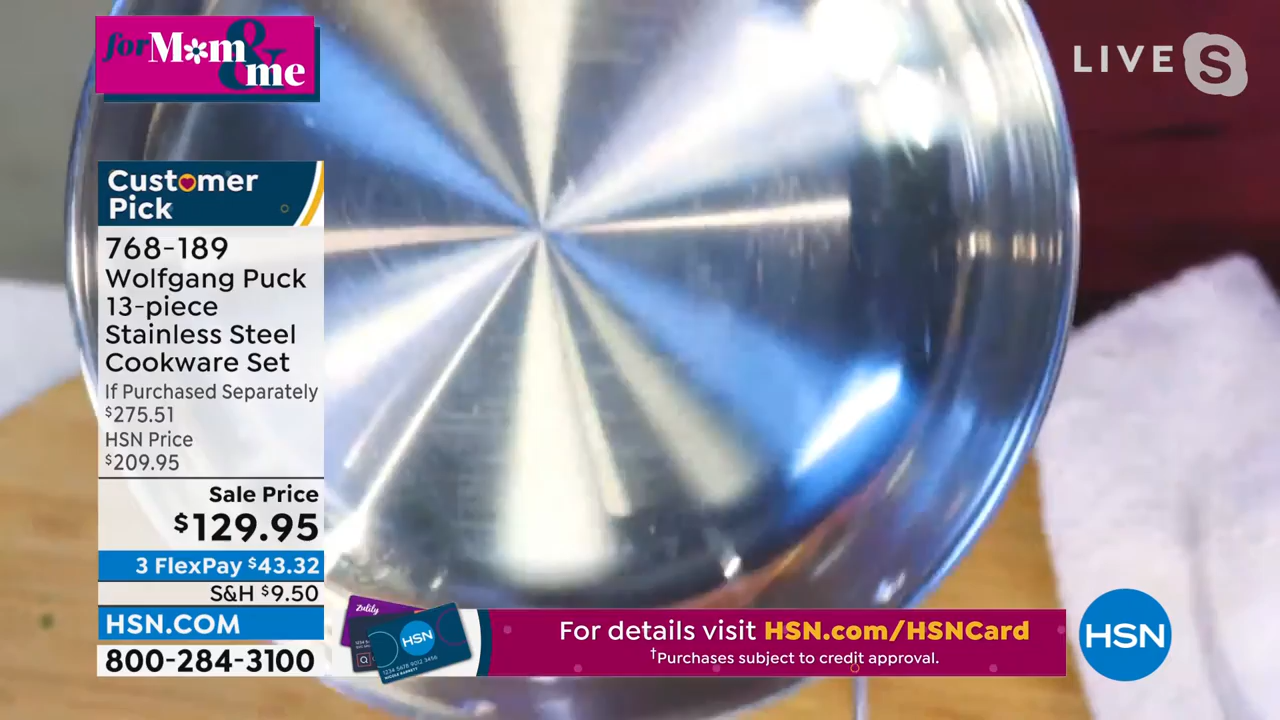 for Mom & me
LIVE S
Customer
Pick
768-189
Wolfgang Puck
13-piece
Stainless Steel
Cookware Set
If Purchased Separately
$275.51
HSN Price
$209.95
Sale Price
$129.95
3 FlexPay $43.32
S&H $9.50
HSN.COM
800-284-3100
Zulily
HSN
For details visit HSN.com/HSNCard
†Purchases subject to credit approval.
HSN